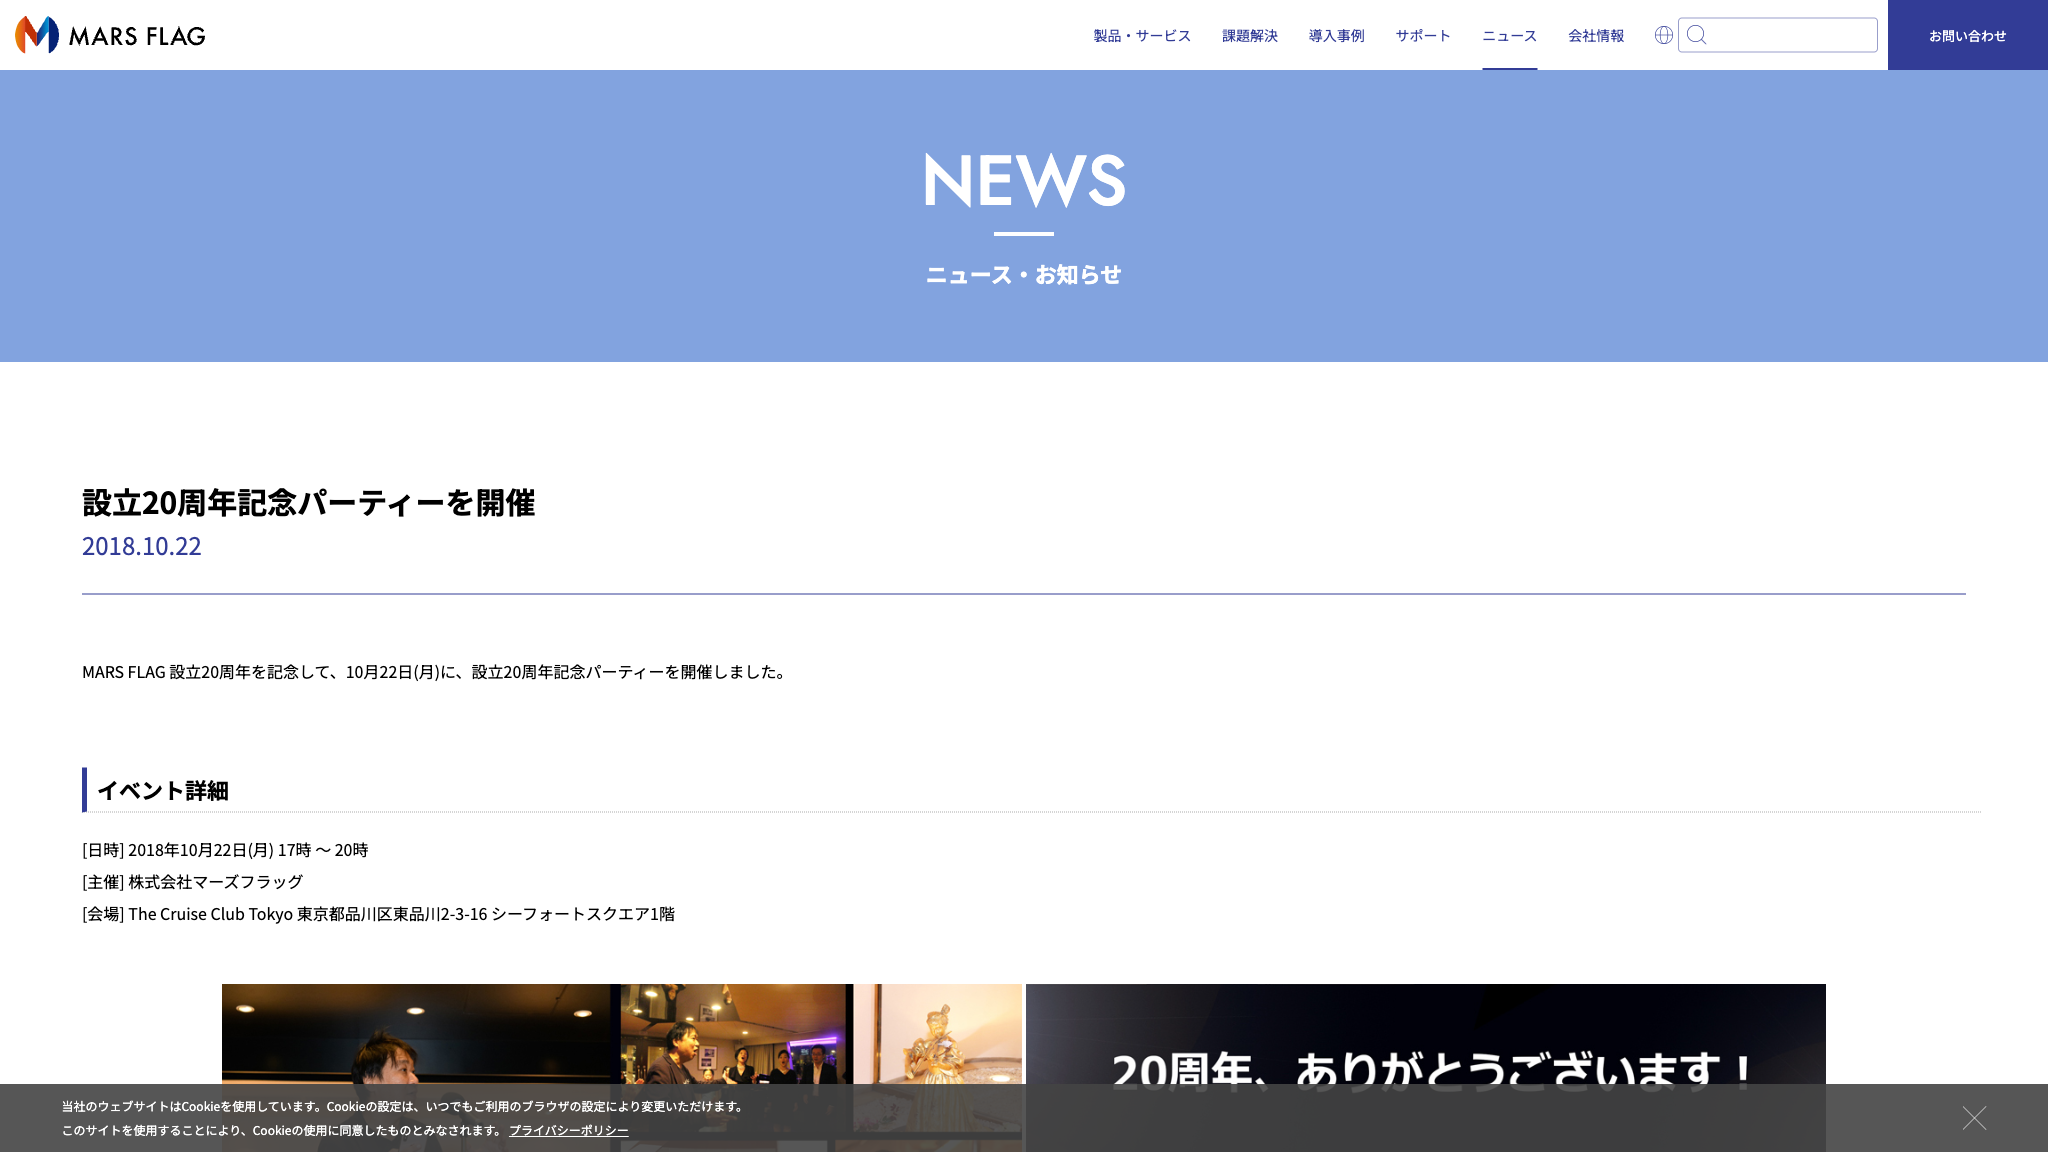 MARS FLAG
製品・サービス
課題解決
導入事例
サポート
ニュース
会社情報
お問い合わせ
NEWS
ニュース・お知らせ
設立20周年記念パーティーを開催
2018.10.22
MARS FLAG 設立20周年を記念して、10月22日(月)に、設立20周年記念パーティーを開催しました。
イベント詳細
[日時] 2018年10月22日(月) 17時 〜 20時
[主催] 株式会社マーズフラッグ
[会場] The Cruise Club Tokyo 東京都品川区東品川2-3-16 シーフォートスクエア1階
20周年、ありがとうございます！
当社のウェブサイトはCookieを使用しています。Cookieの設定は、いつでもご利用のブラウザの設定により変更いただけます。
このサイトを使用することにより、Cookieの使用に同意したものとみなされます。 プライバシーポリシー